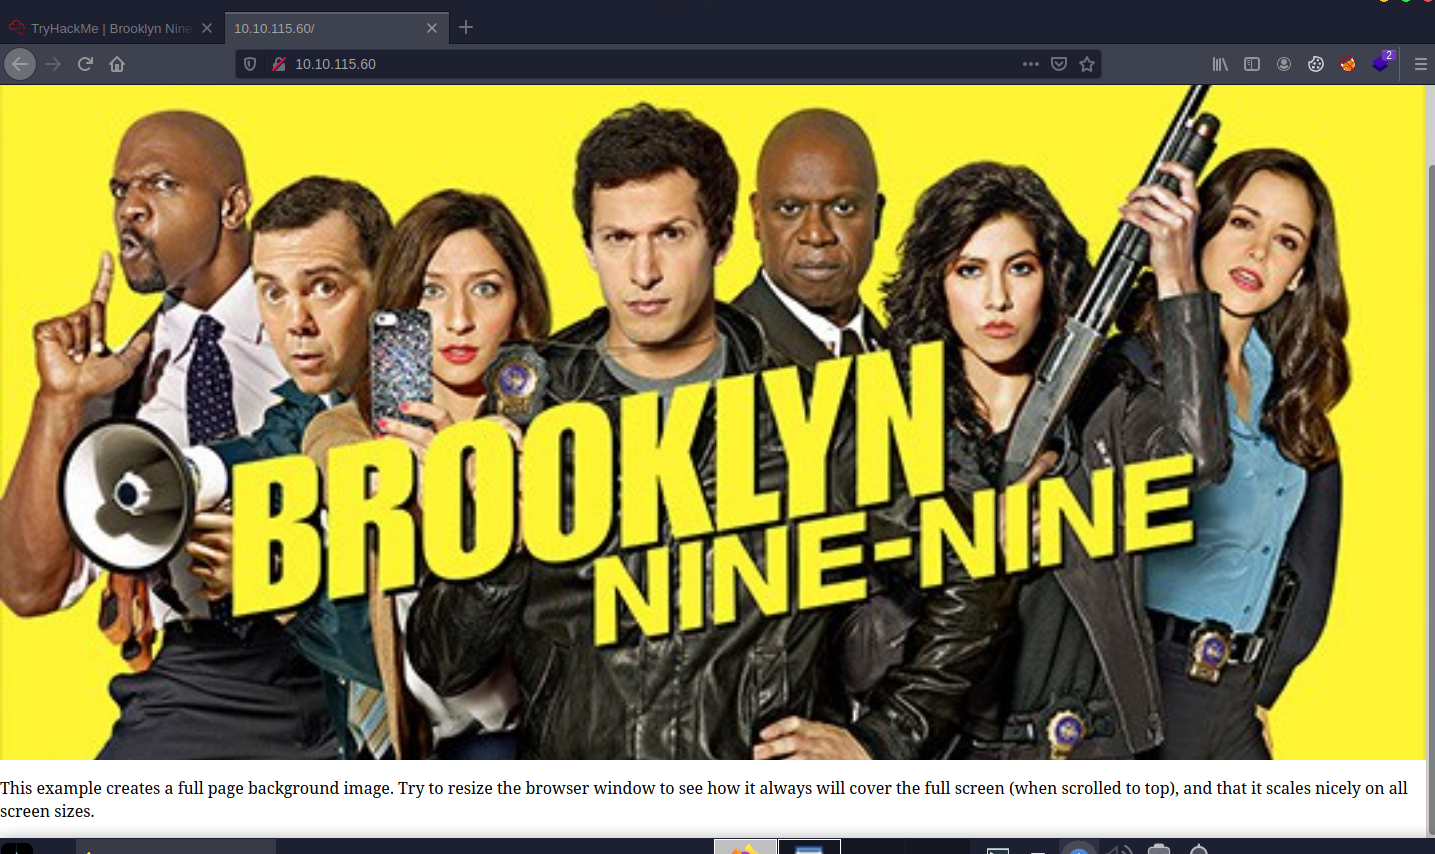 TryHackMe | Brooklyn Nine
10.10.115.60/
10.10.115.60
2
BROOKLYN
NINE-NINE
This example creates a full page background image. Try to resize the browser window to see how it always will cover the full screen (when scrolled to top), and that it scales nicely on all
screen sizes.